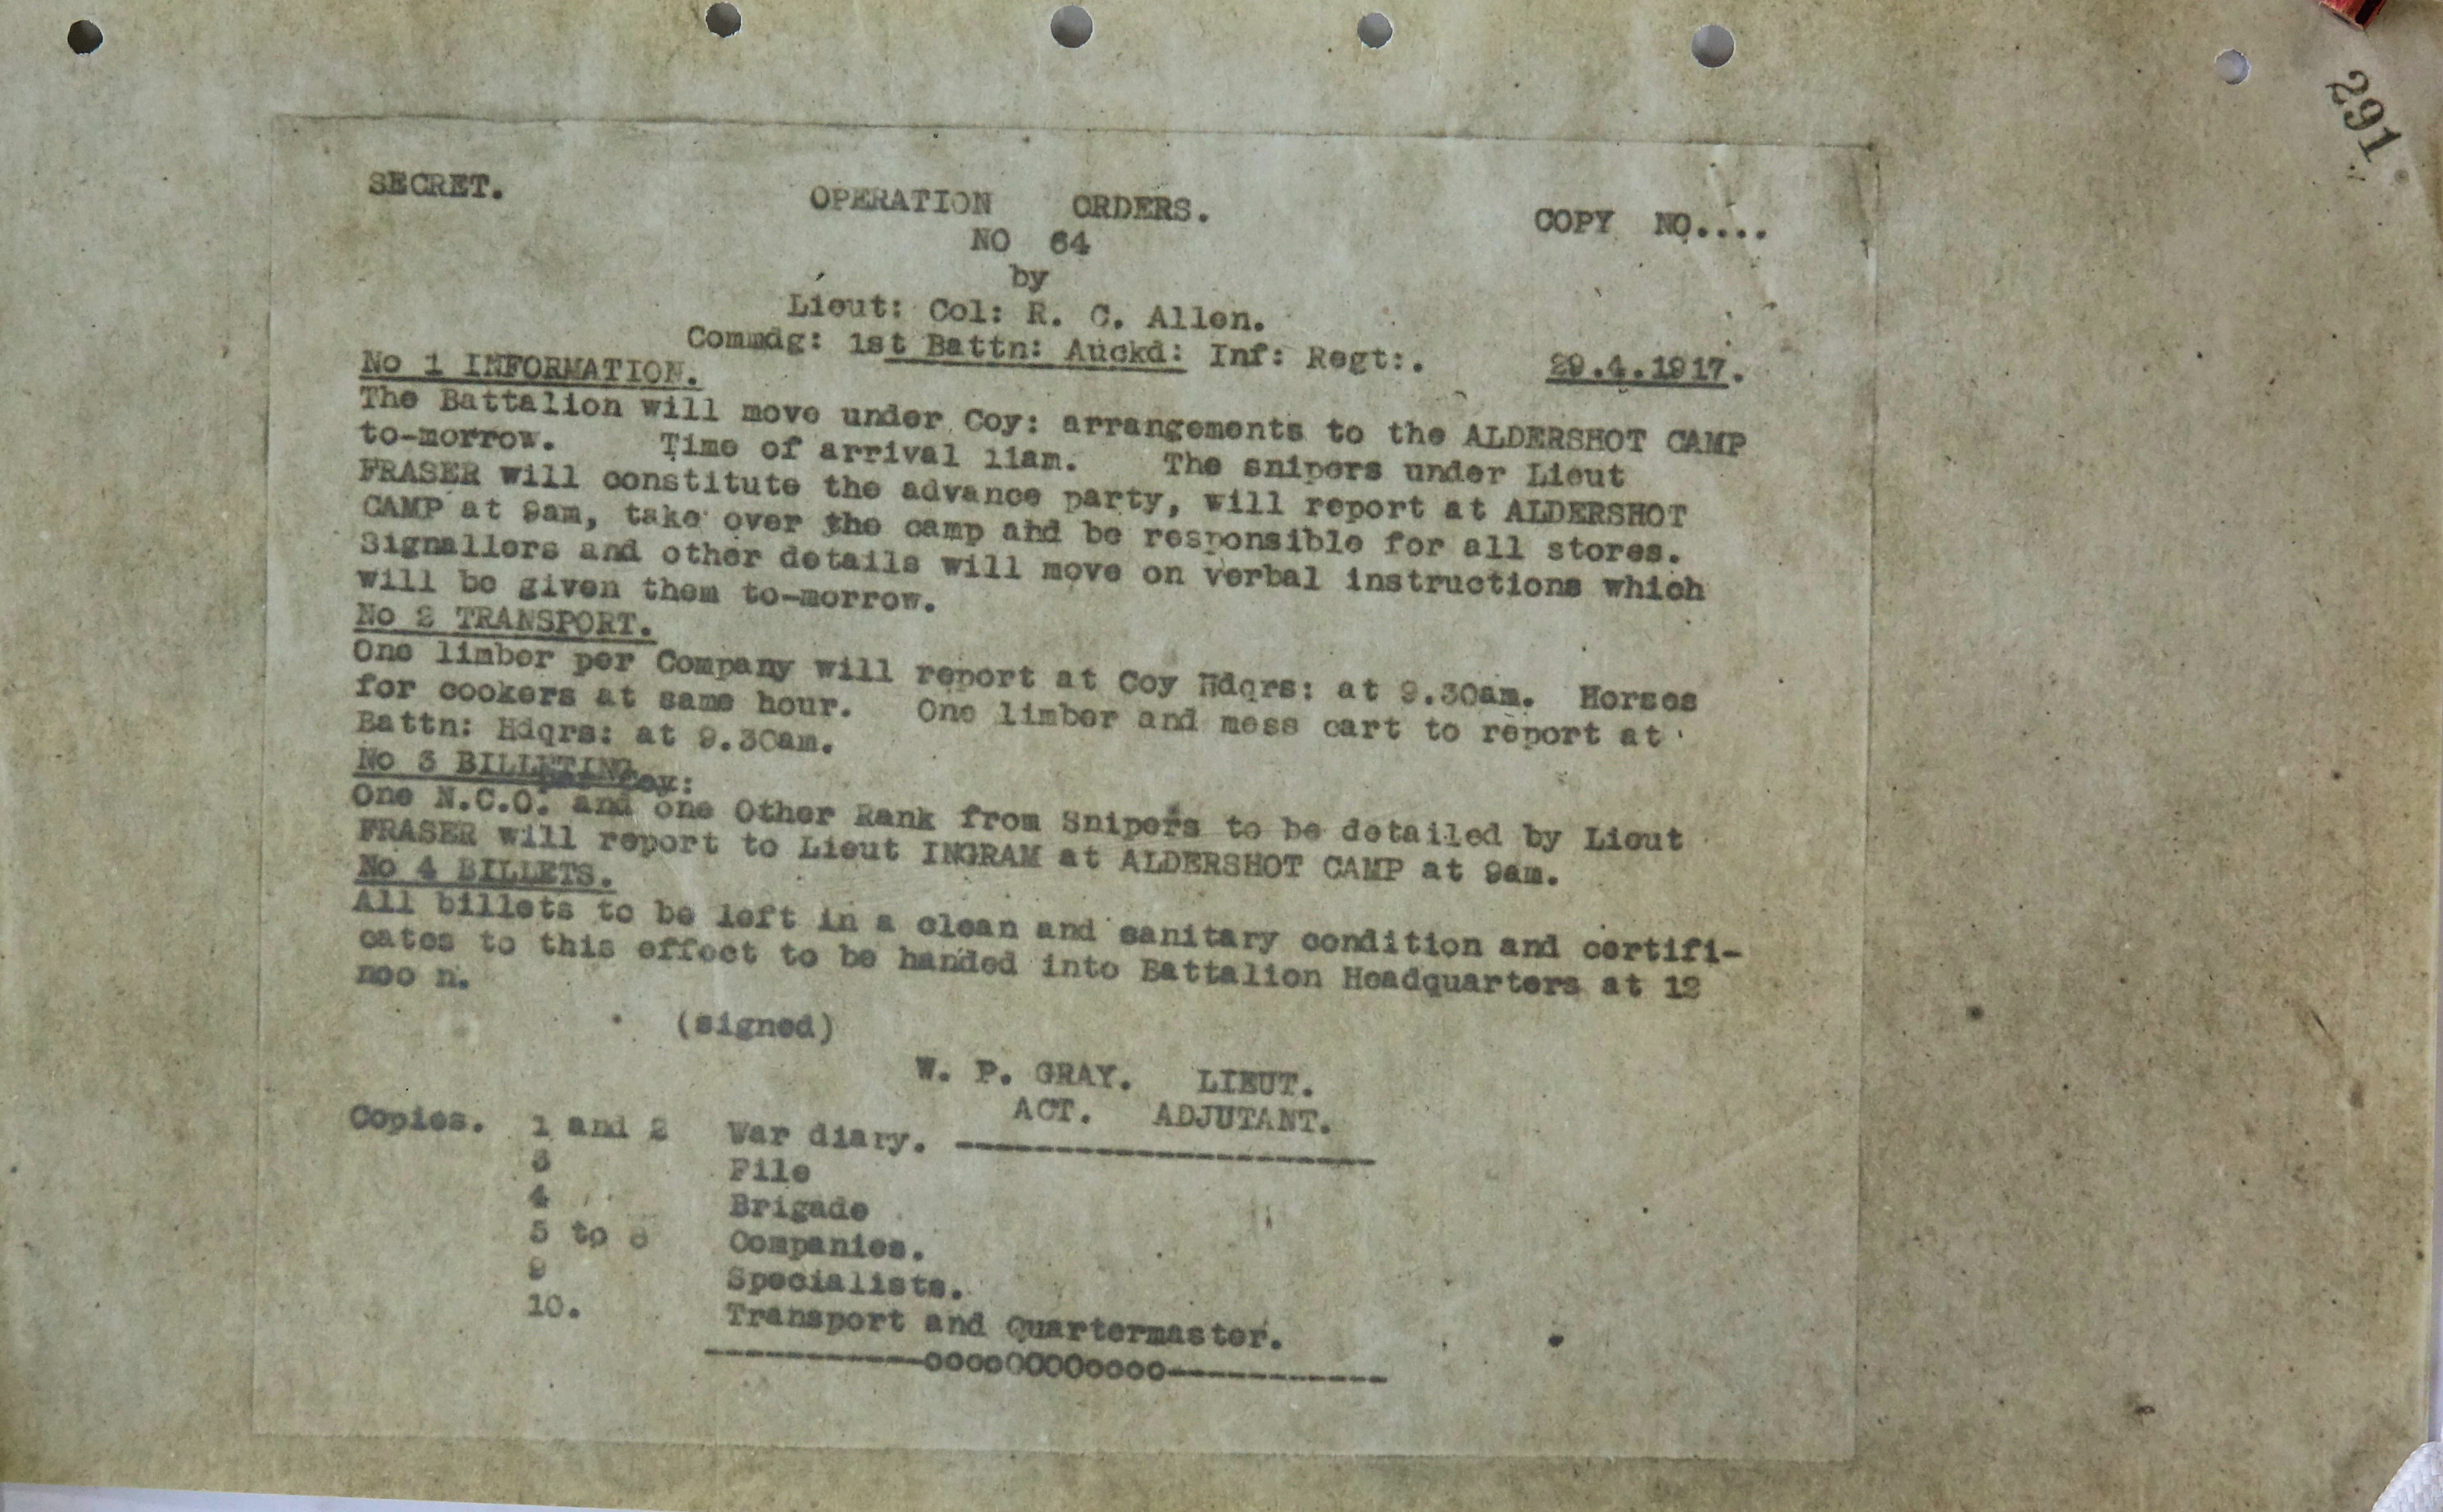 291
SECRET.
OPERATION ORDERS.
COPY NO....
NO 64
by
Lieut: Col: R. C. Allen.
Commdg: 1st Battn: Auckd: Inf: Regt:.
29.4.1917.
No 1 INFORMATION.
The Battalion will move under Coy: arrangements to the ALDERSHOT CAMP
to-morrow. Time of arrival 11am. The snipers under Lieut
FRASER will constitute the advance party, will report at ALDERSHOT
CAMP at 9am, take over the camp and be responsible for all stores.
Signallers and other details will move on verbal instructions which
will be given them to-morrow.
No 2 TRANSPORT.
One limber per Company will report at Coy Hdqrs: at 9.30am. Horses
for cookers at same hour. One limber and mess cart to report at
Battn: Hdqrs: at 9.30am.
No 3 BILLETING
per Coy:
One N.C.O. and one Other Rank from Snipers to be detailed by Lieut
FRASER will report to Lieut INGRAM at ALDERSHOT CAMP at 9am.
No 4 BILLETS.
All billets to be left in a clean and sanitary condition and certifi-
cates to this effect to be handed into Battalion Headquarters at 12
noo n.
(signed)
W. P. GRAY. LIEUT.
ACT. ADJUTANT.
Copies. 1 and 2 War diary.
3 File
4 Brigade
5 to 8 Companies.
9 Specialists.
10. Transport and Quartermaster.
-----------ooooOOOOoooo-----------